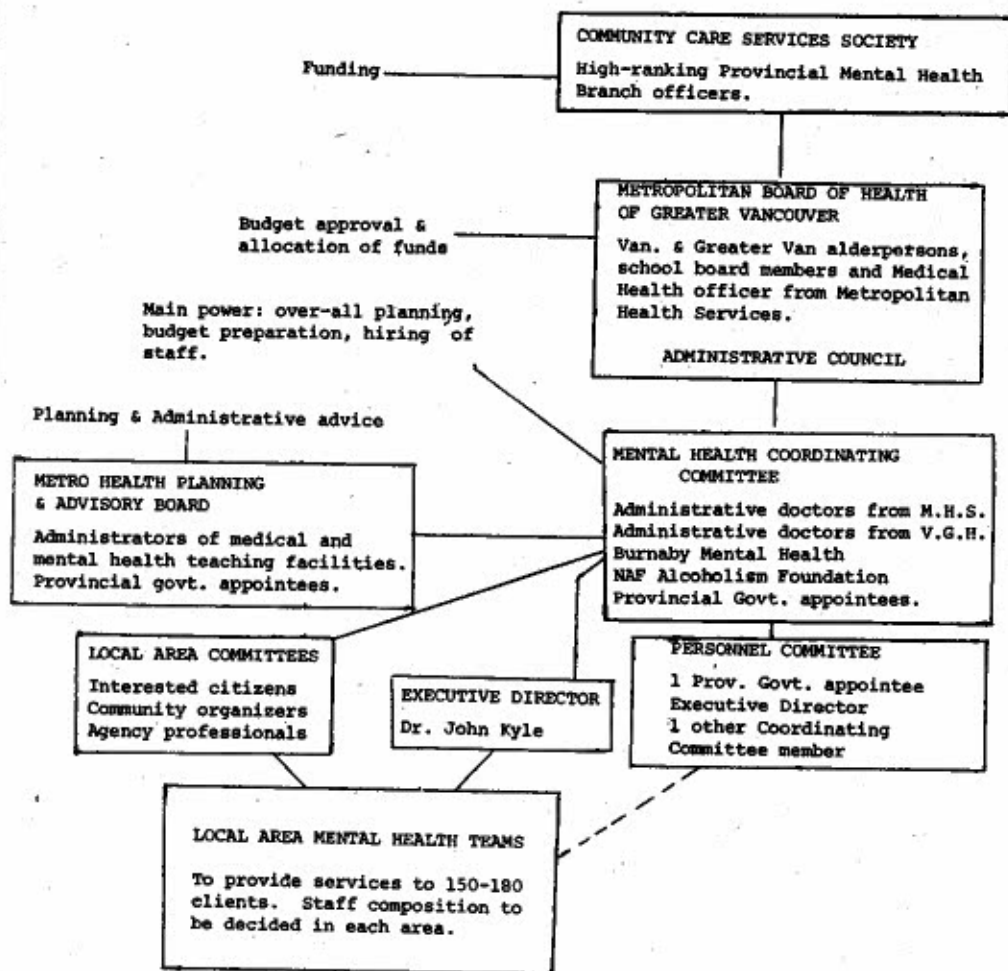 COMMUNITY CARE SERVICES SOCIETY
High-ranking Provincial Mental Health
Branch officers.
Funding
METROPOLITAN BOARD OF HEALTH
OF GREATER VANCOUVER
Van. & Greater Van alderpersons,
school board members and Medical
Health officer from Metropolitan
Health Services.
ADMINISTRATIVE COUNCIL
Budget approval &
allocation of funds
Main power: over-all planning,
budget preparation, hiring of
staff.
Planning & Administrative advice
METRO HEALTH PLANNING
& ADVISORY BOARD
Administrators of medical and
mental health teaching facilities.
Provincial govt. appointees.
MENTAL HEALTH COORDINATING
COMMITTEE
Administrative doctors from M.H.S.
Administrative doctors from V.G.H.
Burnaby Mental Health
NAF Alcoholism Foundation
Provincial Govt. appointees.
LOCAL AREA COMMITTEES
Interested citizens
Community organizers
Agency professionals
EXECUTIVE DIRECTOR
Dr. John Kyle
PERSONNEL COMMITTEE
1 Prov. Govt. appointee
Executive Director
1 other Coordinating
Committee member
LOCAL AREA MENTAL HEALTH TEAMS
To provide services to 150-180
clients. Staff composition to
be decided in each area.